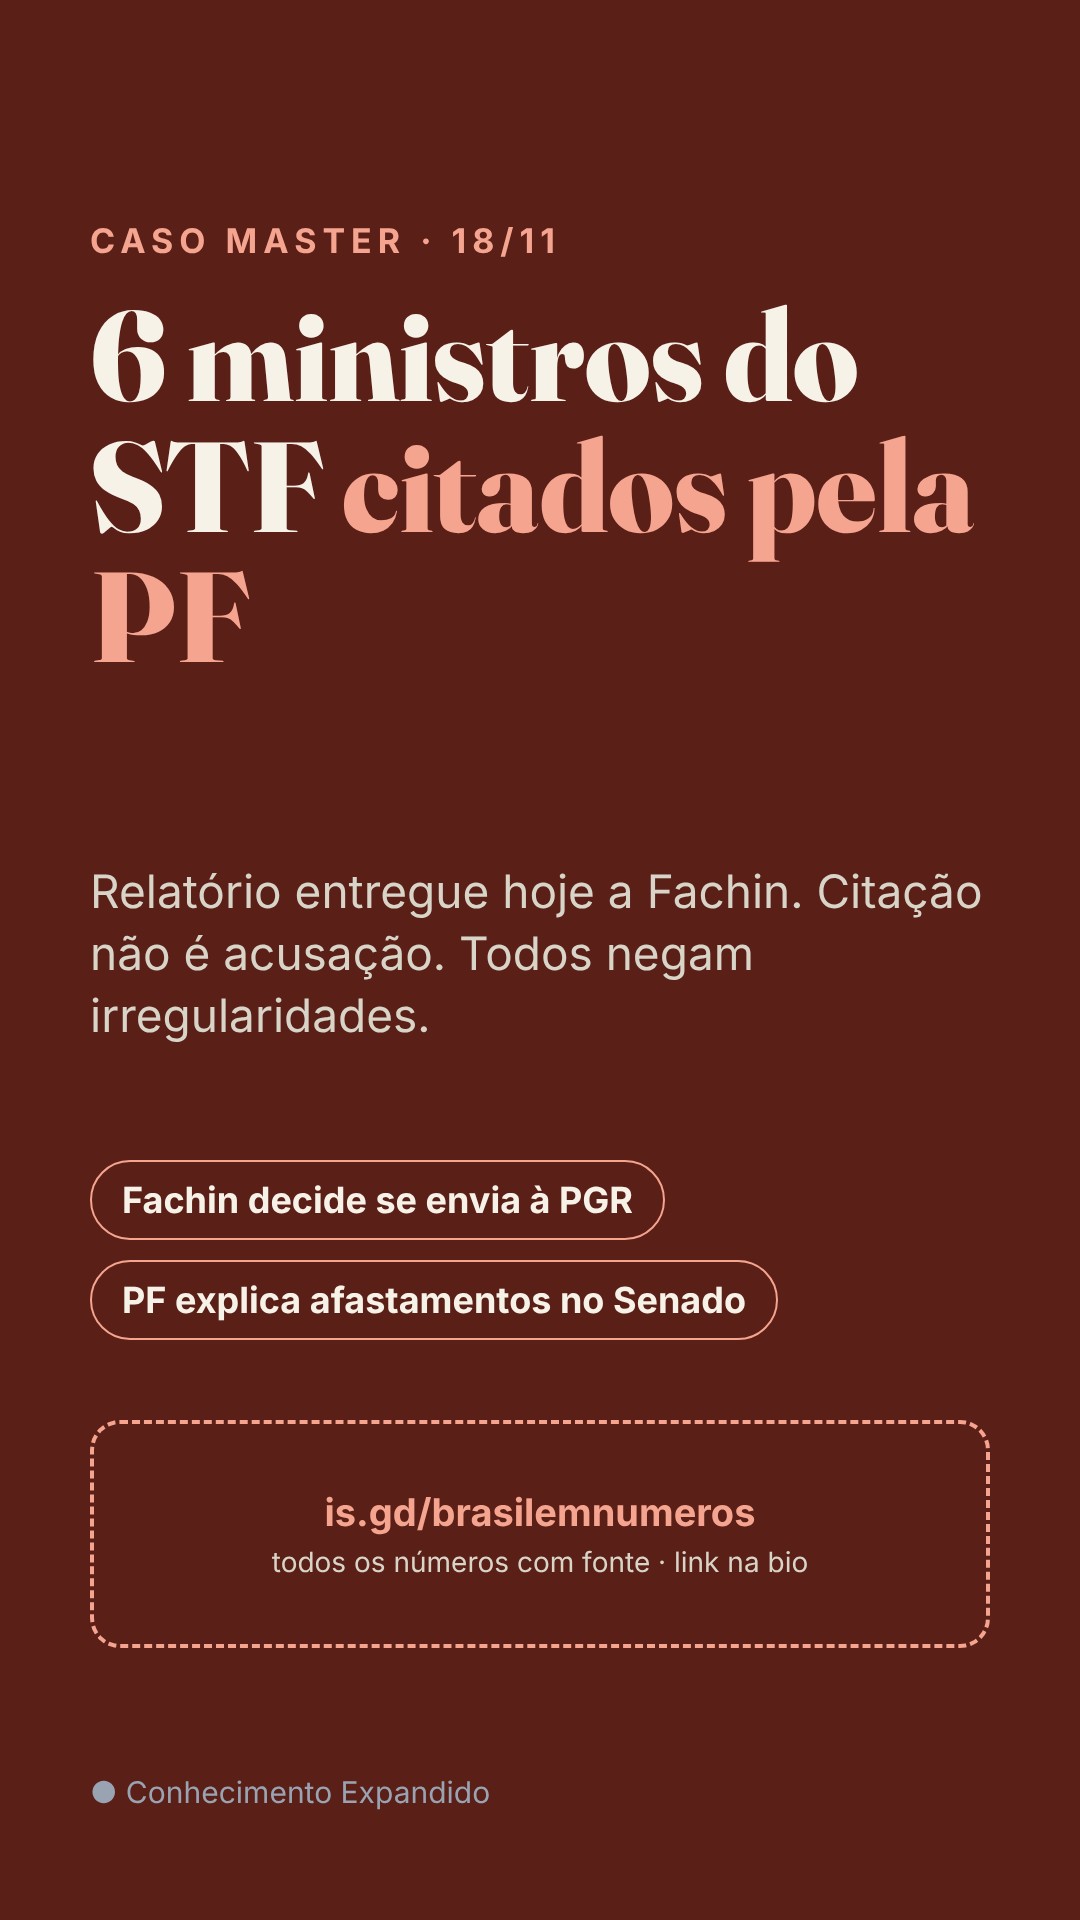 CASO MASTER · 18/11
6 ministros do
STF citados pela
PF
Relatório entregue hoje a Fachin. Citação
não é acusação. Todos negam
irregularidades.
Fachin decide se envia à PGR
PF explica afastamentos no Senado
is.gd/brasilemnumeros
todos os números com fonte · link na bio
Conhecimento Expandido